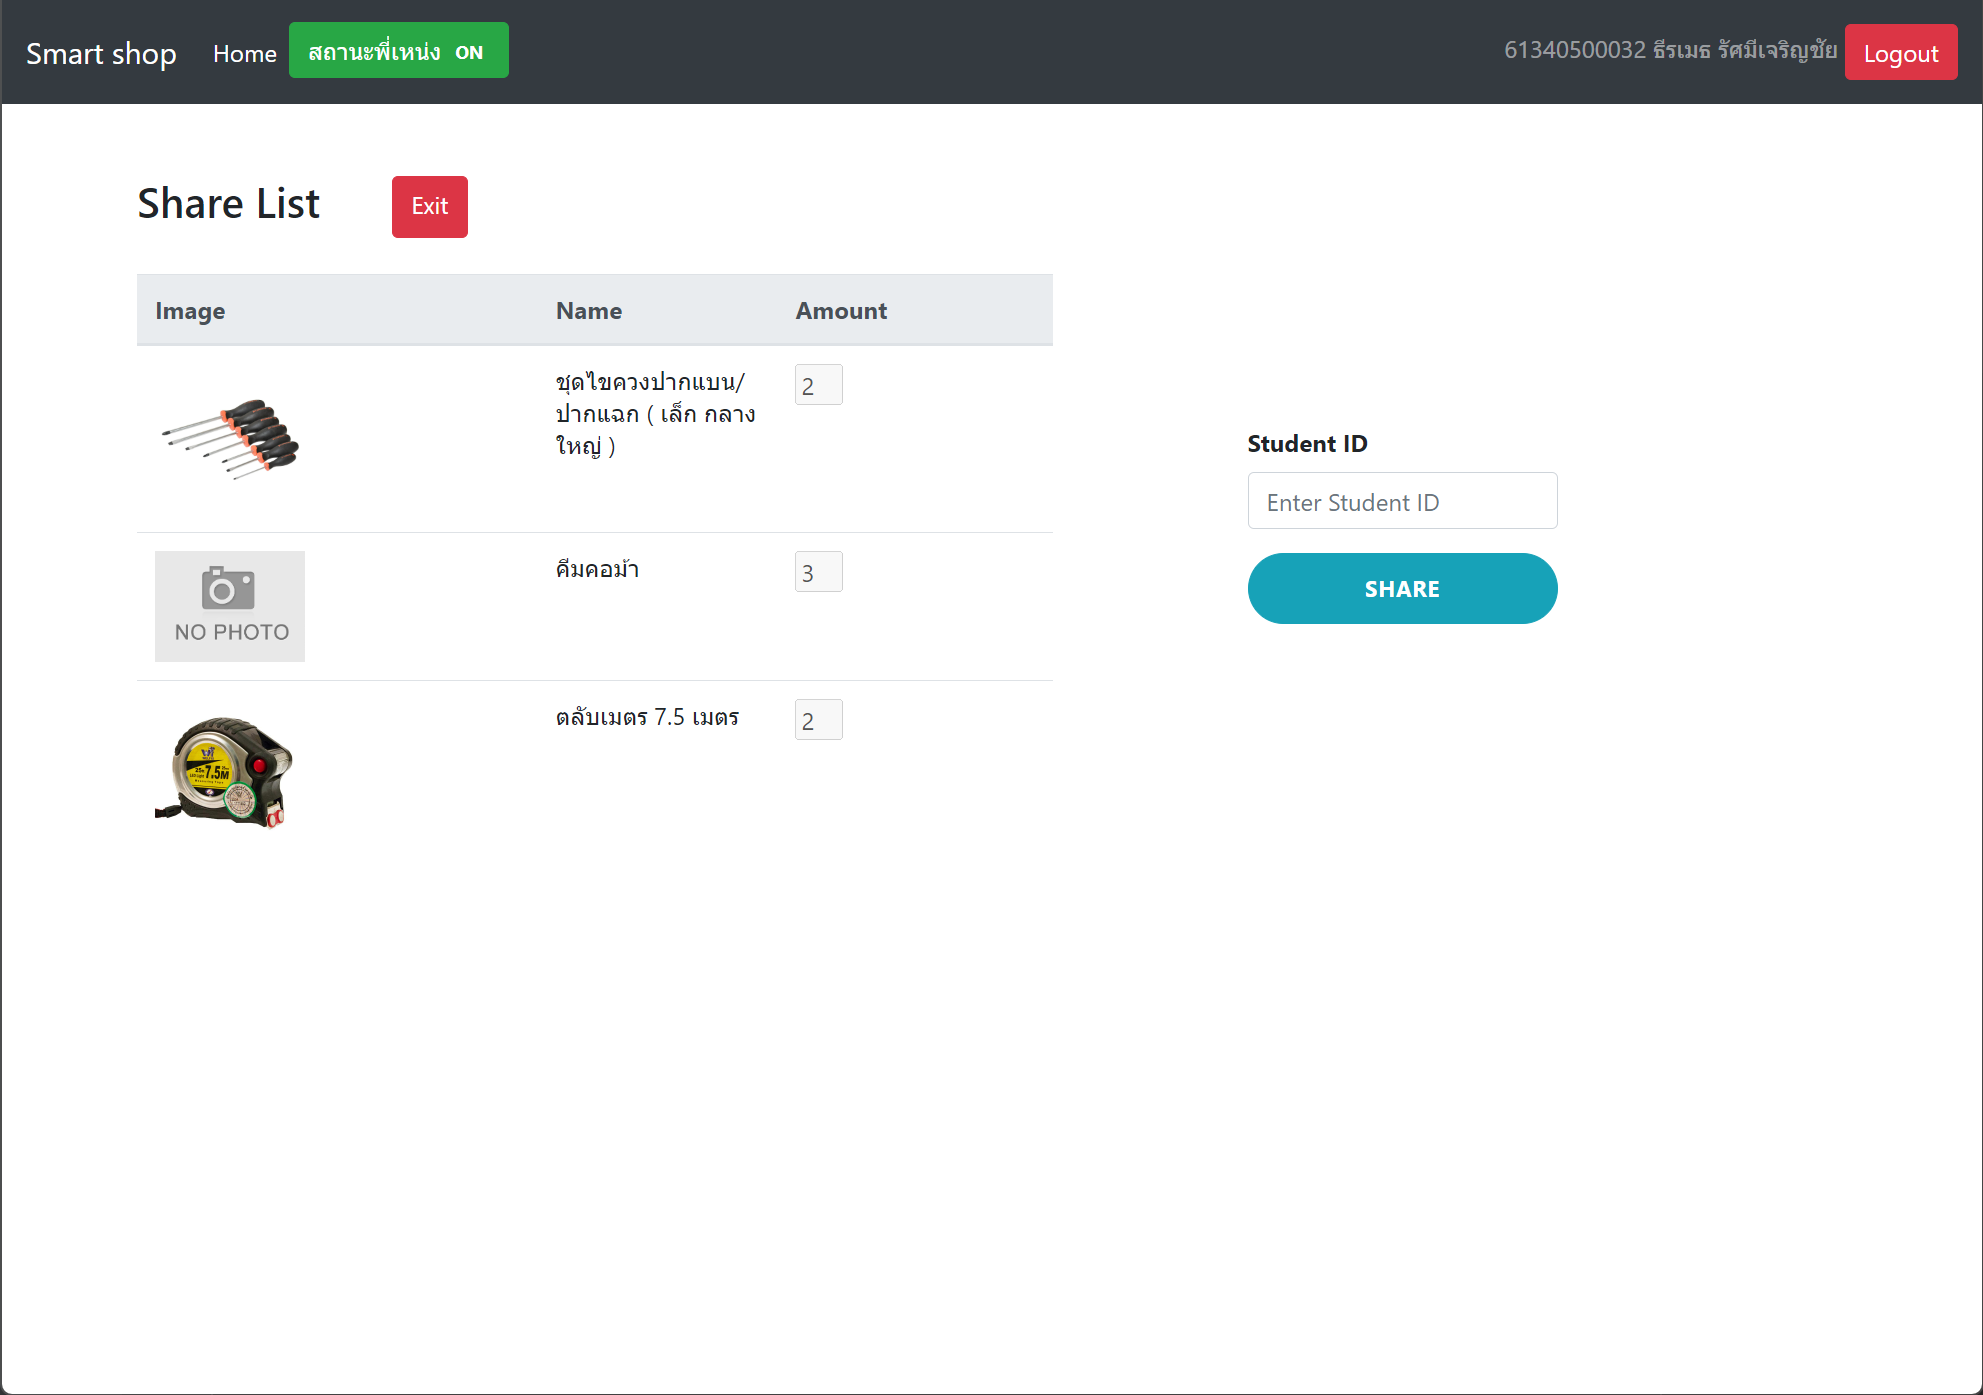 Smart shop Home สถานะพี่เหน่ง ON 61340500032 ธีรเมธ รัศมีเจริญชัย Logout
Share List Exit
Image Name Amount
ชุดไขควงปากแบน/ 2
ปากแฉก ( เล็ก กลาง
ใหญ่ )
คีมคอม้า 3
NO PHOTO
ตลับเมตร 7.5 เมตร 2
7.5M
Student ID
Enter Student ID
SHARE